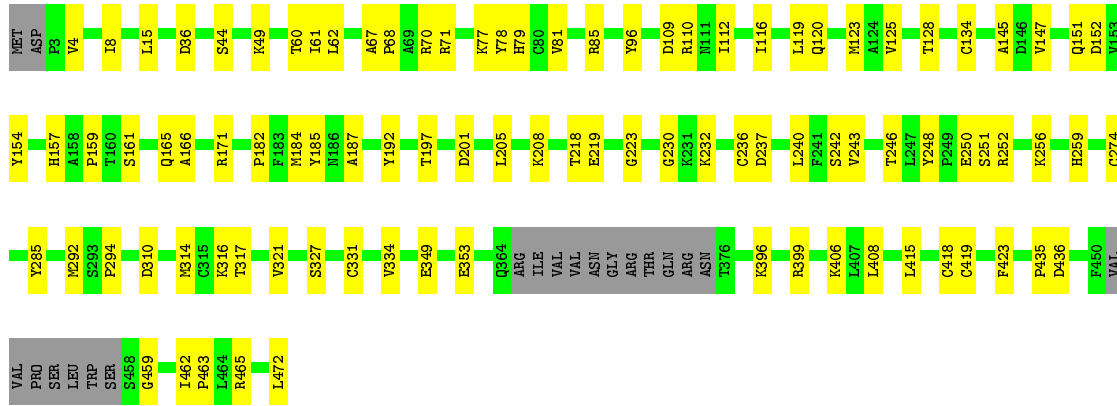 MET ASP P3 V4 I8 L15 D36 S44 K49 T60 I61 L62 A67 P68 A69 R70 R71 K77 Y78 H79 C80 V81 R85 Y96 D109 R110 N111 I112 I116 L119 Q120 M123 A124 V125 T128 C134 A145 D146 V147 Q151 D152 V153
Y154 H157 A158 P159 T160 S161 Q165 A166 R171 P182 F183 M184 Y185 N186 A187 Y192 T197 D201 L205 K208 T218 E219 G223 G230 K231 K232 C236 D237 L240 F241 S242 V243 T246 L247 Y248 P249 E250 S251 R252 K256 H259 C274
Y285 M292 S293 P294 D310 M314 C315 K316 T317 V321 S327 C331 V334 E349 E353 Q364 ARG ILE VAL VAL ASN GLY ARG THR GLN ARG ASN I376 K396 R399 K406 L407 L408 L415 C418 C419 F423 P435 D436 F450 VAL
VAL PRO SER LEU TRP SER S458 G459 I462 P463 L464 R465 L472